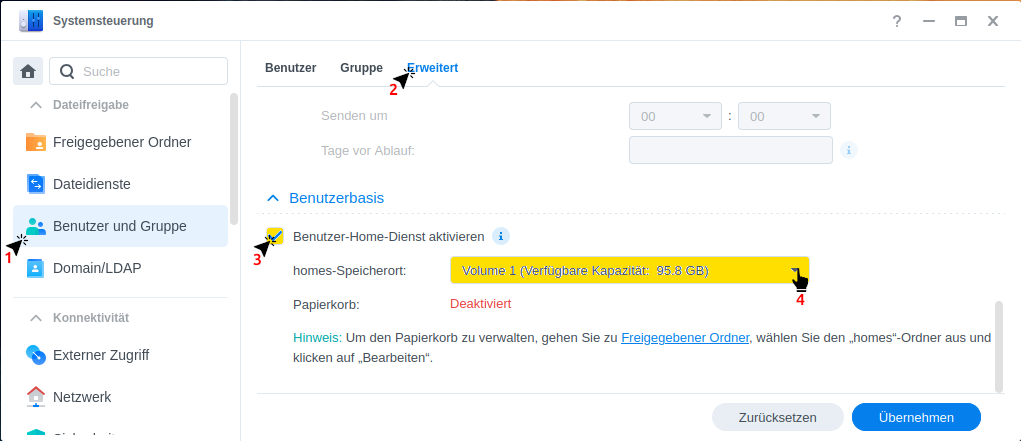 Systemsteuerung
?
Suche
Dateifreigabe
Freigegebener Ordner
Dateidienste
Benutzer und Gruppe
1
Domain/LDAP
Konnektivität
Externer Zugriff
Netzwerk
Benutzer Gruppe Erweitert
2
Senden um 00 : 00
Tage vor Ablauf: i
Benutzerbasis
Benutzer-Home-Dienst aktivieren i
3
homes-Speicherort: Volume 1 (Verfügbare Kapazität: 95.8 GB)
4
Papierkorb: Deaktiviert
Hinweis: Um den Papierkorb zu verwalten, gehen Sie zu Freigegebener Ordner, wählen Sie den „homes“-Ordner aus und
klicken auf „Bearbeiten“.
Zurücksetzen Übernehmen